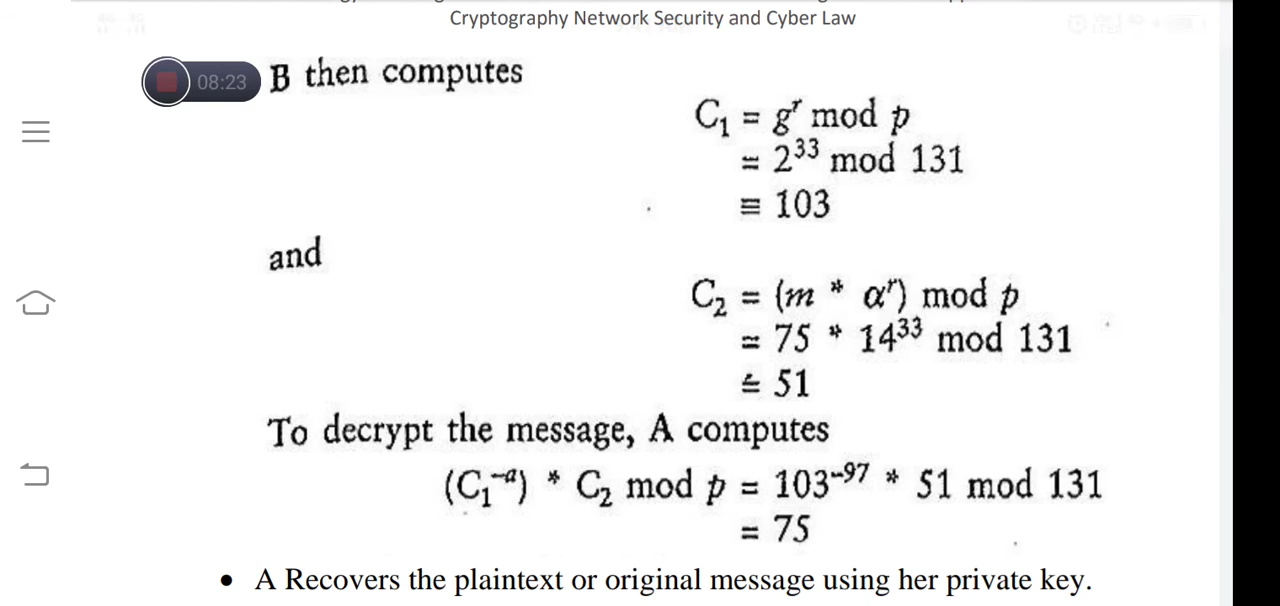 Cryptography Network Security and Cyber Law
08:23
B then computes
C₁ = gʳ mod p
= 2³³ mod 131
≡ 103
and
C₂ = (m * αʳ) mod p
= 75 * 14³³ mod 131
= 51
To decrypt the message, A computes
(C₁⁻ᵃ) * C₂ mod p = 103⁻⁹⁷ * 51 mod 131
= 75
• A Recovers the plaintext or original message using her private key.